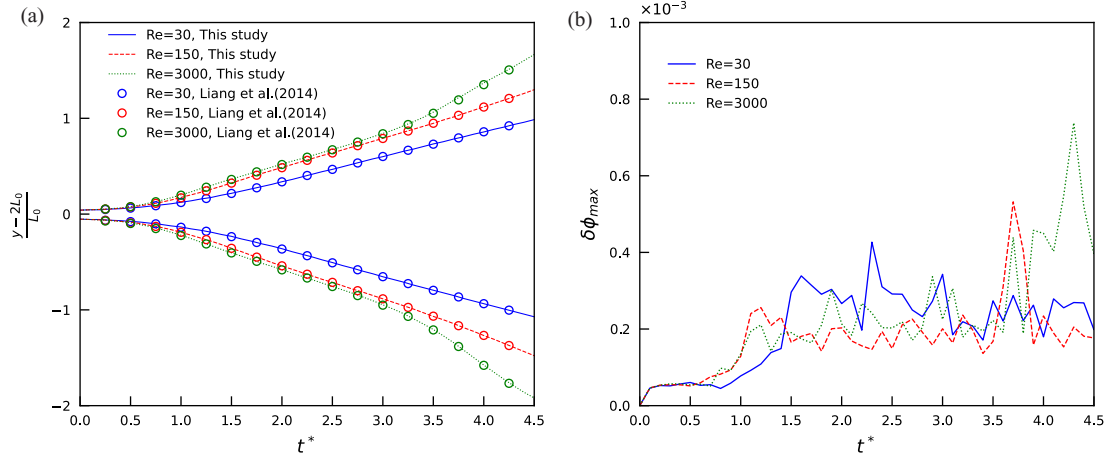 (a)
2
1
0
−1
−2
y − 2L₀
L₀
Re=30, This study
Re=150, This study
Re=3000, This study
Re=30, Liang et al.(2014)
Re=150, Liang et al.(2014)
Re=3000, Liang et al.(2014)
0.0 0.5 1.0 1.5 2.0 2.5 3.0 3.5 4.0 4.5
t*
(b)
×10⁻³
1.0
0.8
0.6
0.4
0.2
0.0
δϕmax
Re=30
Re=150
Re=3000
0.0 0.5 1.0 1.5 2.0 2.5 3.0 3.5 4.0 4.5
t*